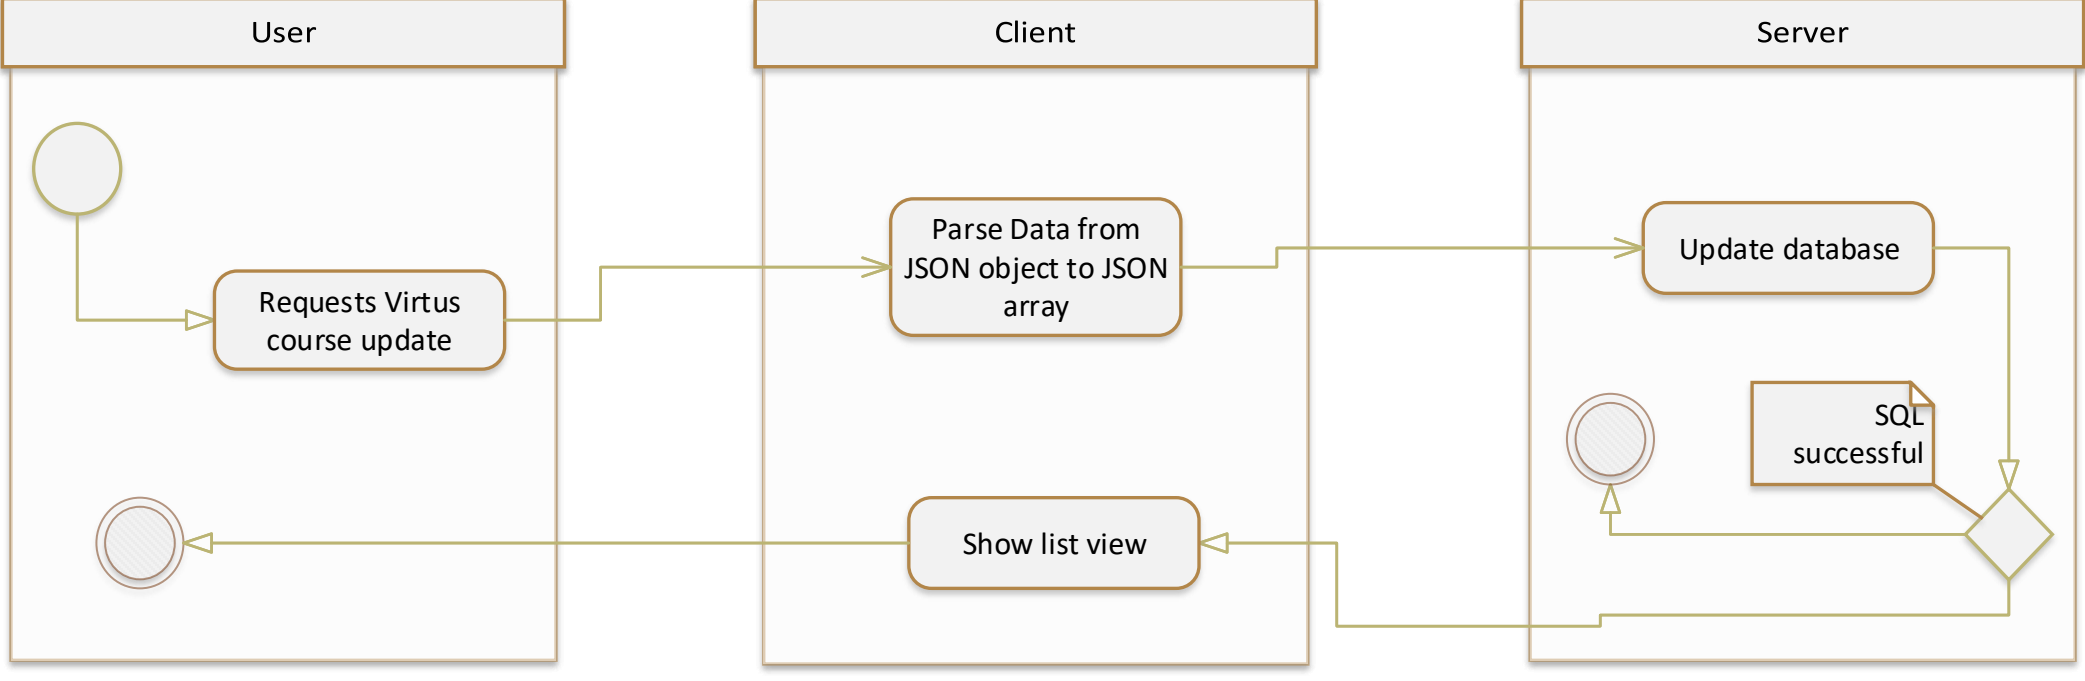 User
Client
Server
Requests Virtus
course update
Parse Data from
JSON object to JSON
array
Update database
SQL
successful
Show list view